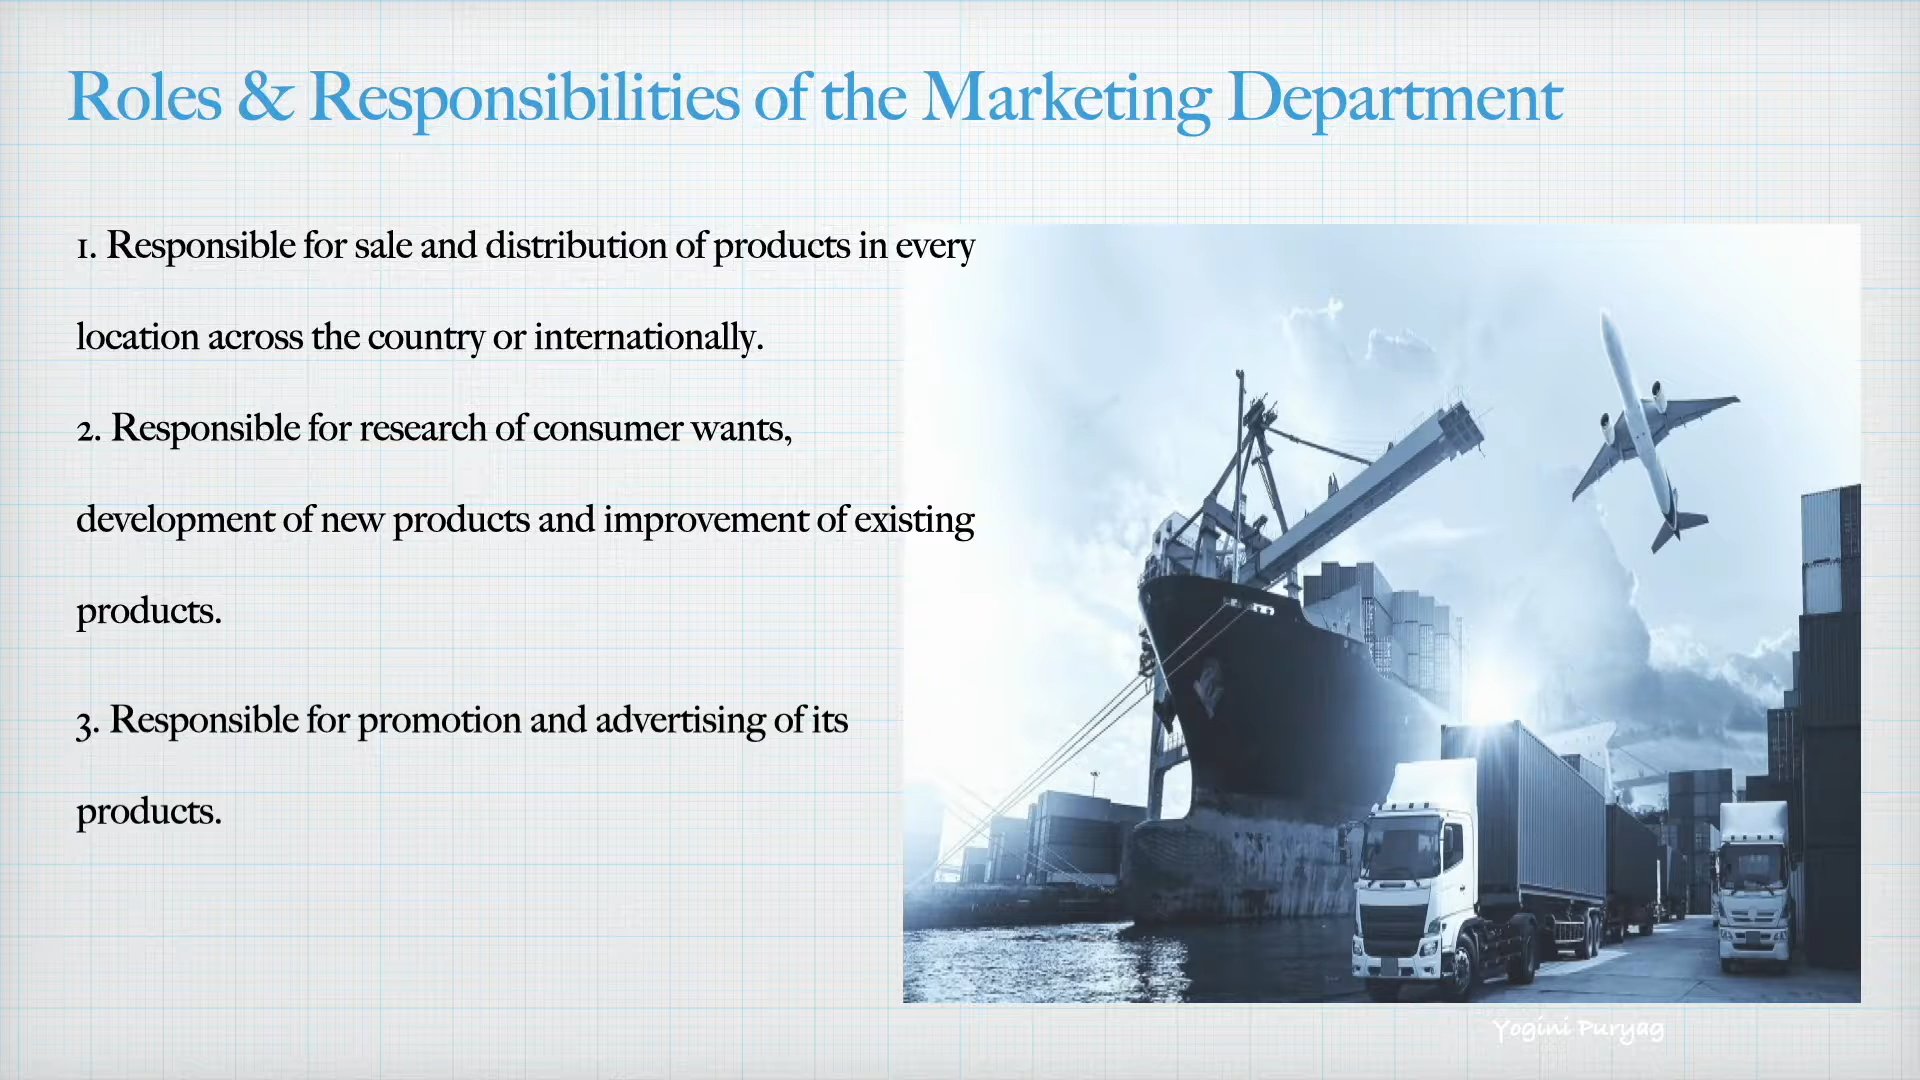 Roles & Responsibilities of the Marketing Department
1. Responsible for sale and distribution of products in every
location across the country or internationally.
2. Responsible for research of consumer wants,
development of new products and improvement of existing
products.
3. Responsible for promotion and advertising of its
products.
Yogini Puryag